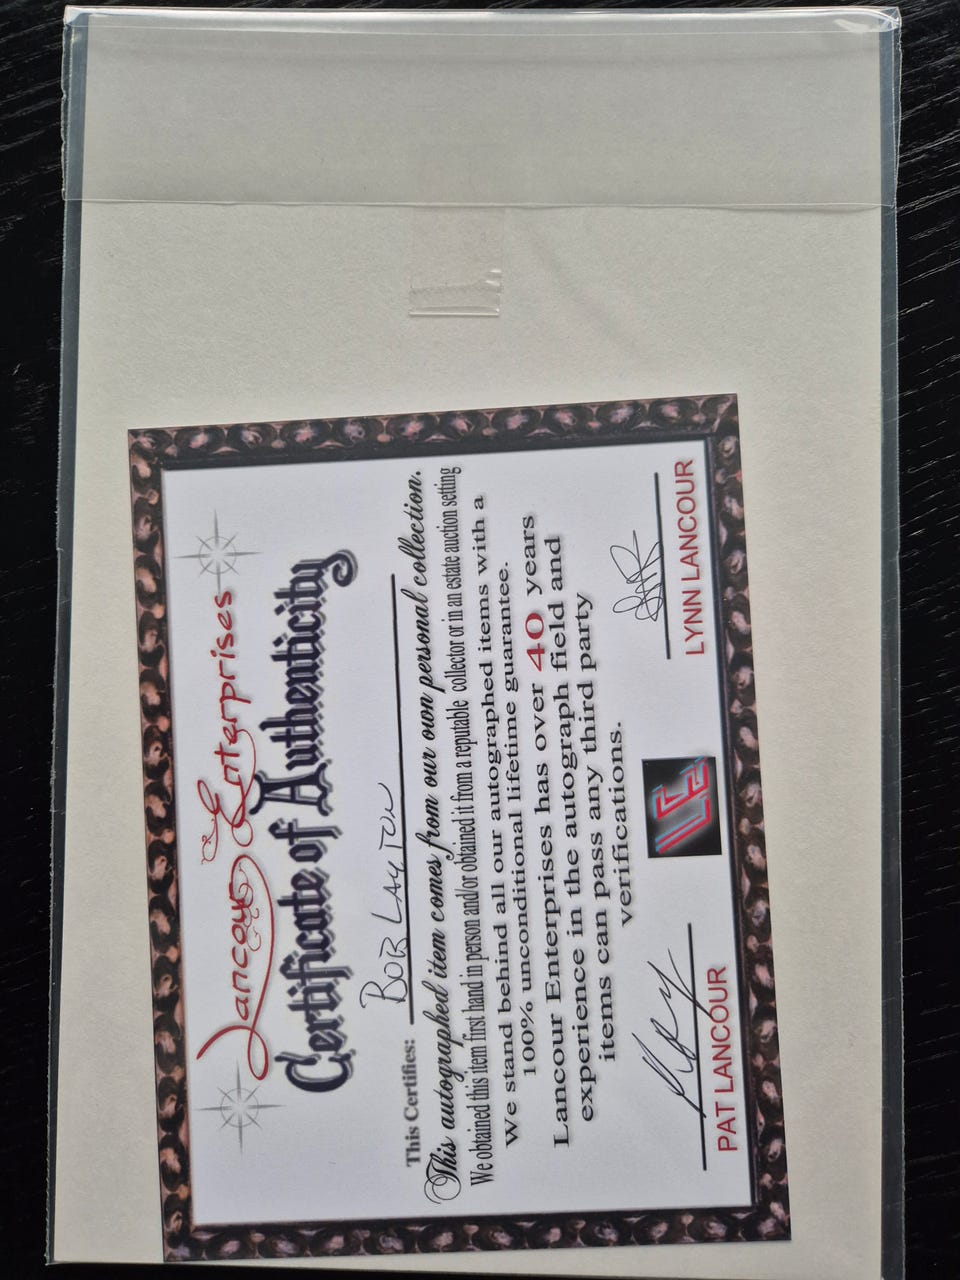 Lancour Enterprises
Certificate of Authenticity
This Certifies: BOB LAYTON
This autographed item comes from our own personal collection.
We obtained this item first hand in person and/or obtained it from a reputable collector or in an estate auction setting
We stand behind all our autographed items with a
100% unconditional lifetime guarantee.
Lancour Enterprises has over 40 years
experience in the autograph field and
items can pass any third party
verifications.
LE
PAT LANCOUR
LYNN LANCOUR